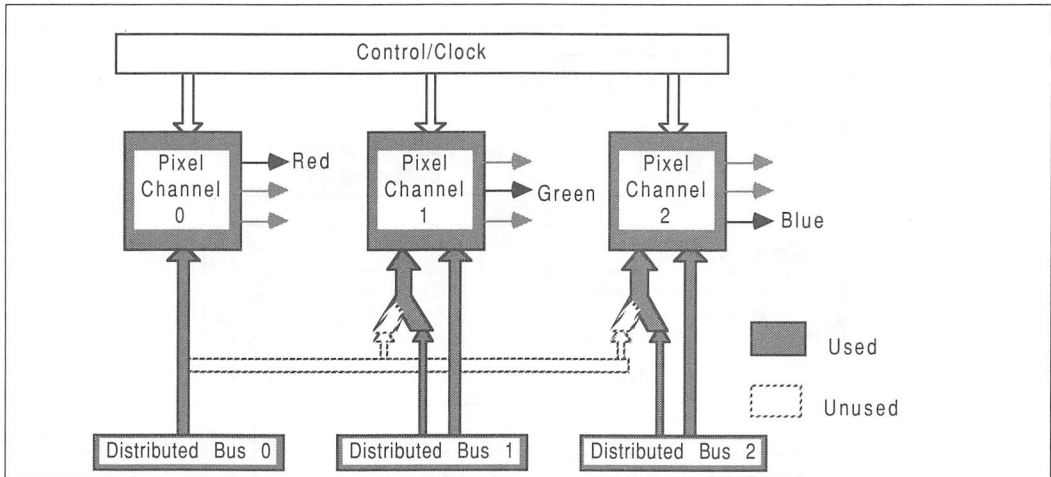 Control/Clock
Pixel
Channel
0
Red
Pixel
Channel
1
Green
Pixel
Channel
2
Blue
Used
Unused
Distributed Bus 0
Distributed Bus 1
Distributed Bus 2